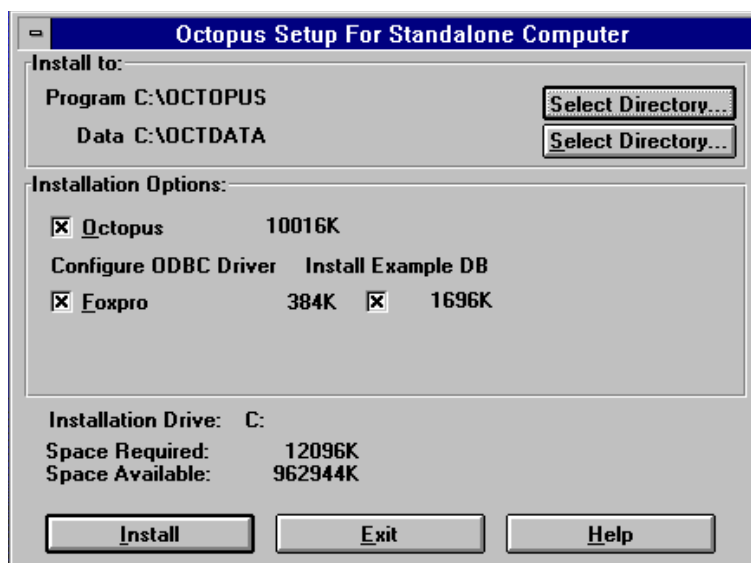 Octopus Setup For Standalone Computer
Install to:
Program C:\OCTOPUS Select Directory...
Data C:\OCTDATA Select Directory...
Installation Options:
Octopus 10016K
Configure ODBC Driver Install Example DB
Foxpro 384K 1696K
Installation Drive: C:
Space Required: 12096K
Space Available: 962944K
Install Exit Help